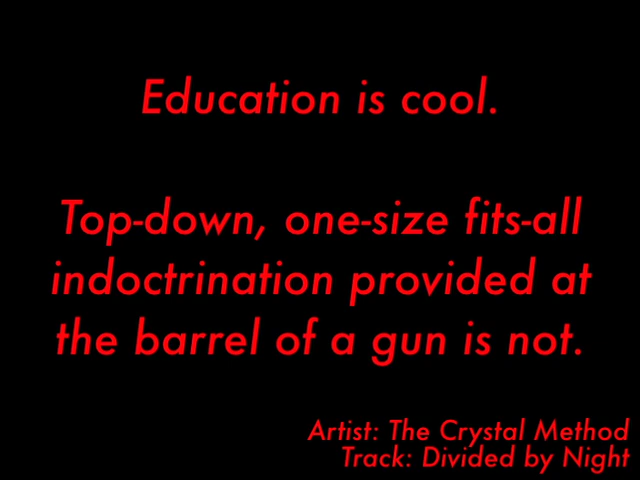 Education is cool.
Top-down, one-size fits-all
indoctrination provided at
the barrel of a gun is not.
Artist: The Crystal Method
Track: Divided by Night